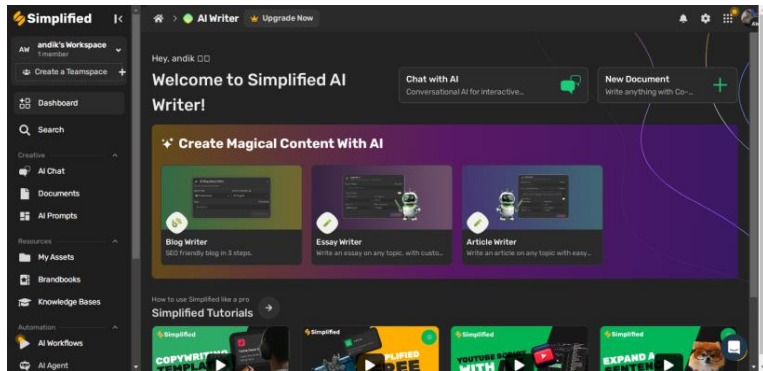 Simplified
AI Writer
Upgrade Now
AW
andik's Workspace
1 member
Create a Teamspace +
Dashboard
Search
Creative
AI Chat
Documents
AI Prompts
Resources
My Assets
Brandbooks
Knowledge Bases
Automation
AI Workflows
AI Agent
Hey, andik
Welcome to Simplified AI
Writer!
Chat with AI
Conversational AI for interactive...
New Document
Write anything with Co-...
Create Magical Content With AI
Blog Writer
SEO friendly blog in 3 steps.
Essay Writer
Write an essay on any topic, with custo...
Article Writer
Write an article on any topic with easy...
How to use Simplified like a pro
Simplified Tutorials
Simplified
COPYWRITING
Simplified
Simplified
YOUTUBE SCRIPT
WITH
Simplified
EXPAND A
SENTEN